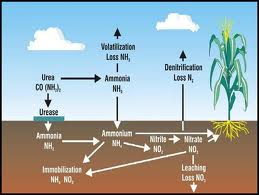 Volatilization
Loss NH3
Denitrification
Loss N2
Urea
CO (NH2)2
Ammonia
NH3
Urease
Ammonia
NH3
Ammonium
NH4
Nitrite
NO2
Nitrate
NO3
Immobilization
NH4 NO3
Leaching
Loss NO3